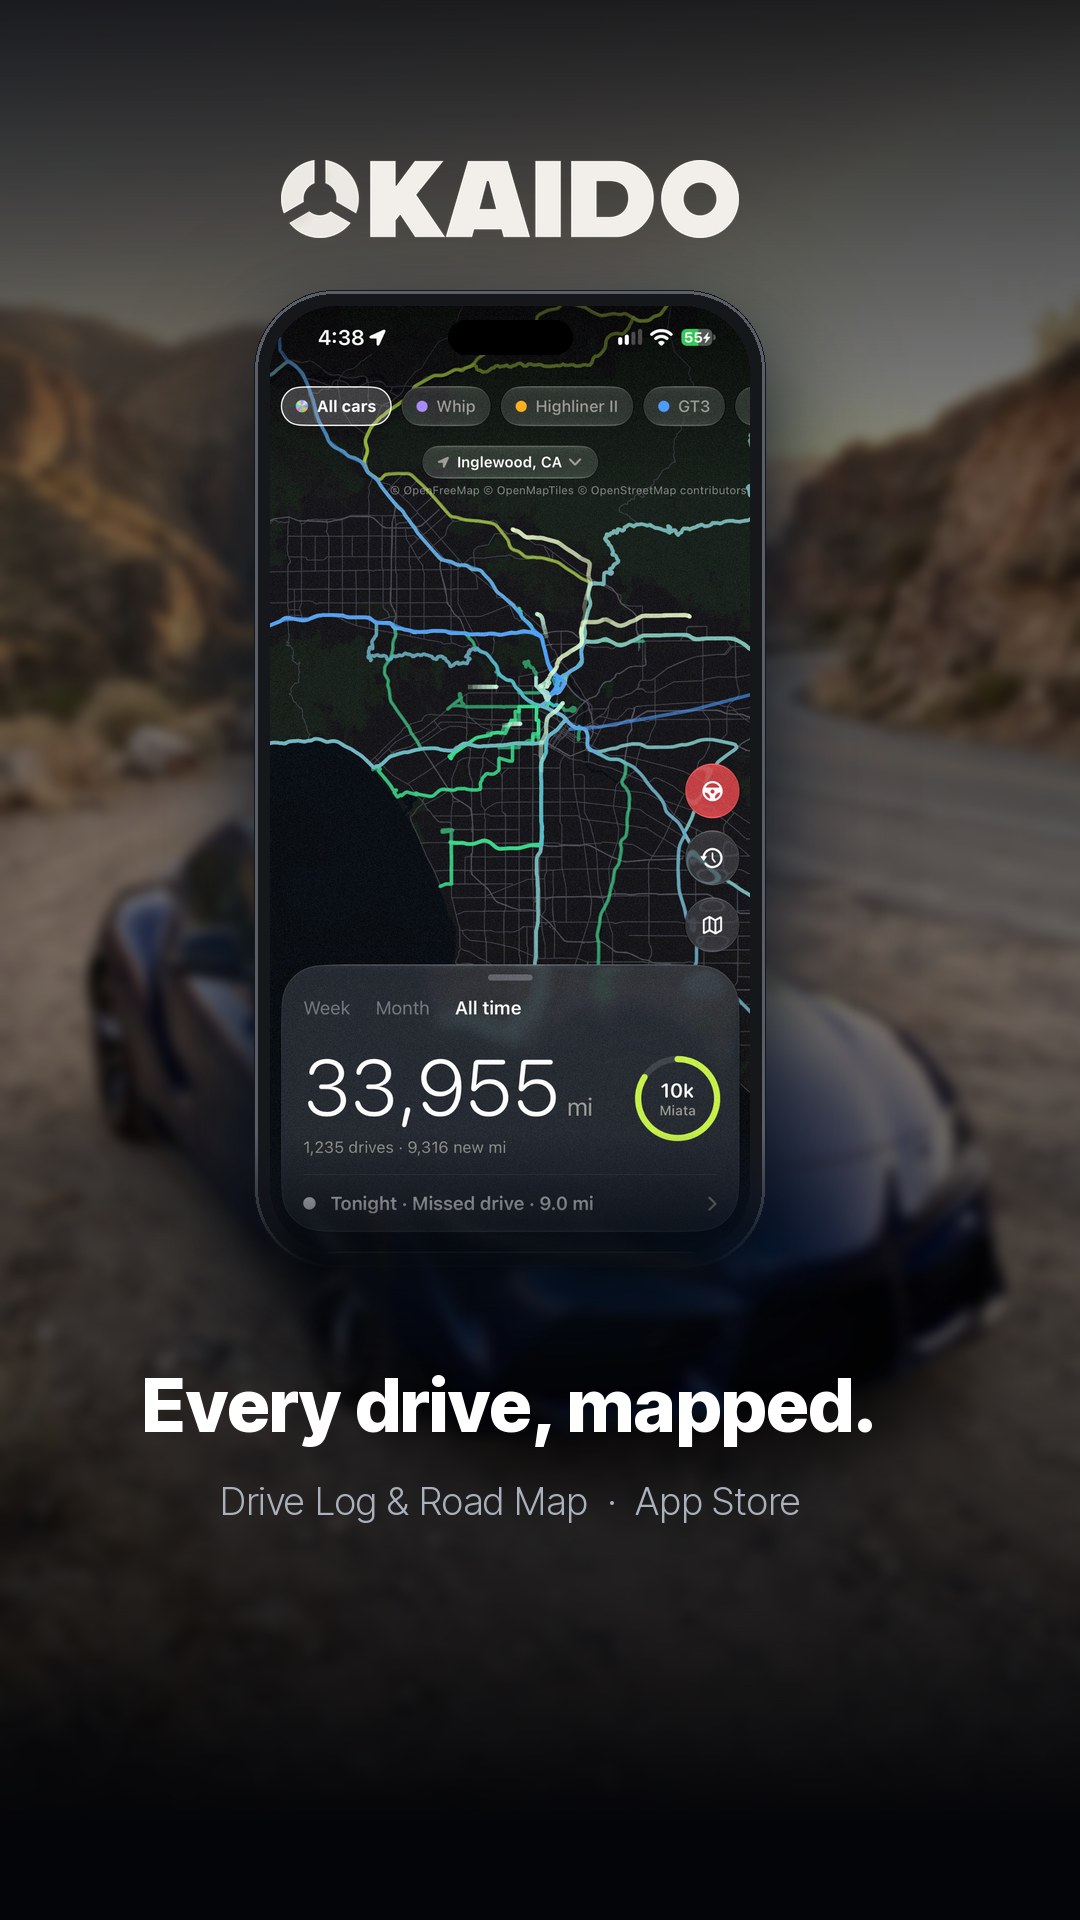 KAIDO
4:38
55
All cars
Whip
Highliner II
GT3
Inglewood, CA
© OpenFreeMap © OpenMapTiles © OpenStreetMap contributors
Week Month All time
33,955 mi
10k
Miata
1,235 drives · 9,316 new mi
Tonight · Missed drive · 9.0 mi
Every drive, mapped.
Drive Log & Road Map · App Store